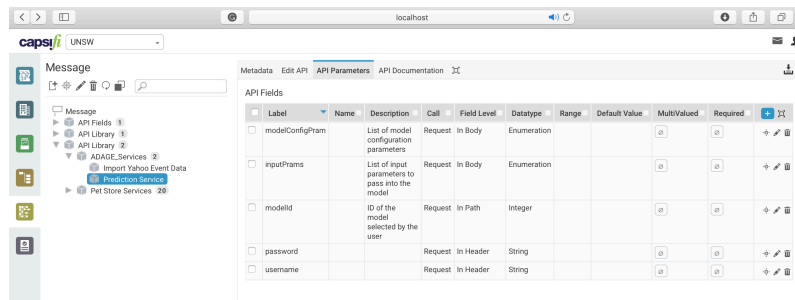 localhost
capsifi UNSW
Message
Metadata Edit API API Parameters API Documentation
API Fields
Message
API Fields 1
API Library 1
API Library 2
ADAGE_Services 2
Import Yahoo Event Data
Prediction Service
Pet Store Services 20
Label Name Description Call Field Level Datatype Range Default Value MultiValued Required
modelConfigPram List of model configuration parameters Request In Body Enumeration
inputPrams List of input parameters to pass into the model Request In Body Enumeration
modelId ID of the model selected by the user Request In Path Integer
password Request In Header String
username Request In Header String